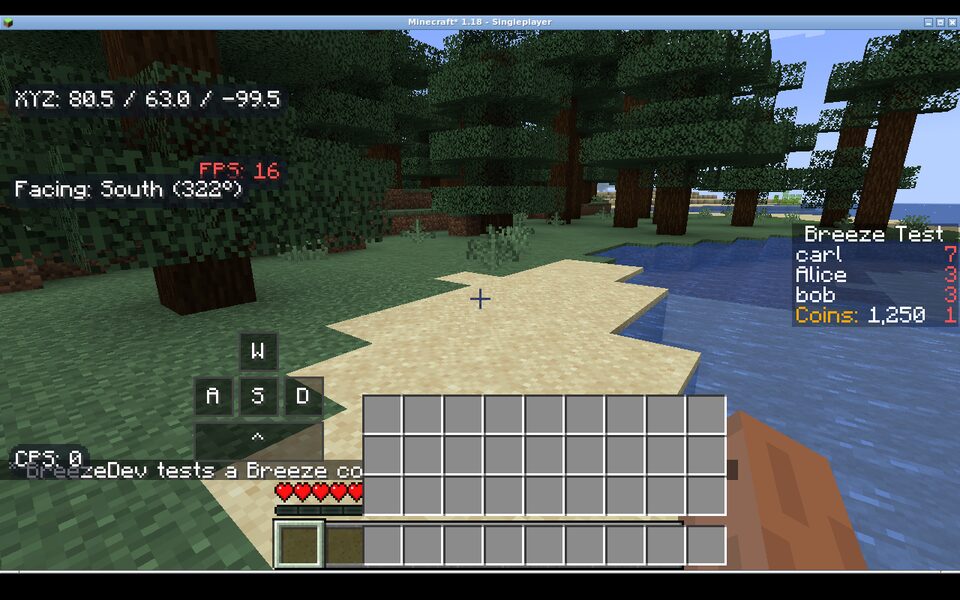 Minecraft* 1.18 - Singleplayer
XYZ: 80.5 / 63.0 / -99.5
FPS: 16
Facing: South (322º)
Breeze Test
carl 7
Alice 3
bob 3
Coins: 1,250 1
W
A S D
^
CPS: 0
* BreezeDev tests a Breeze co